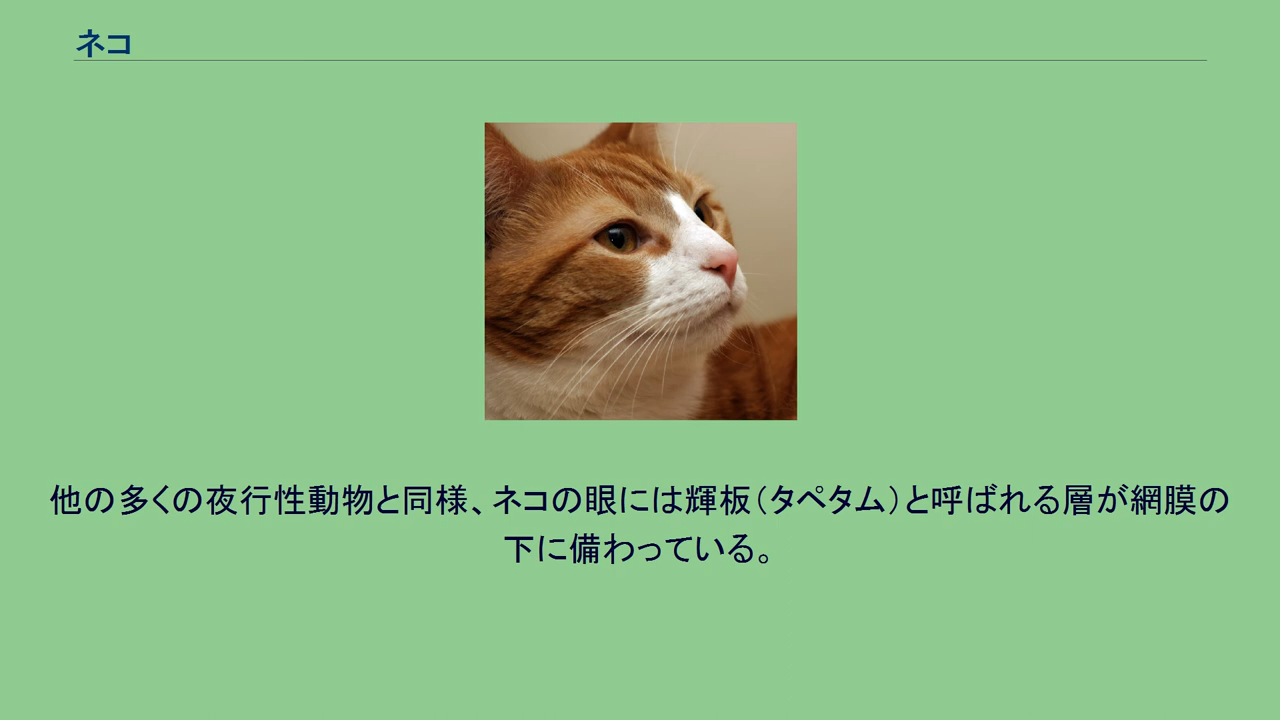 ネコ
他の多くの夜行性動物と同様、ネコの眼には輝板（タペタム）と呼ばれる層が網膜の
下に備わっている。